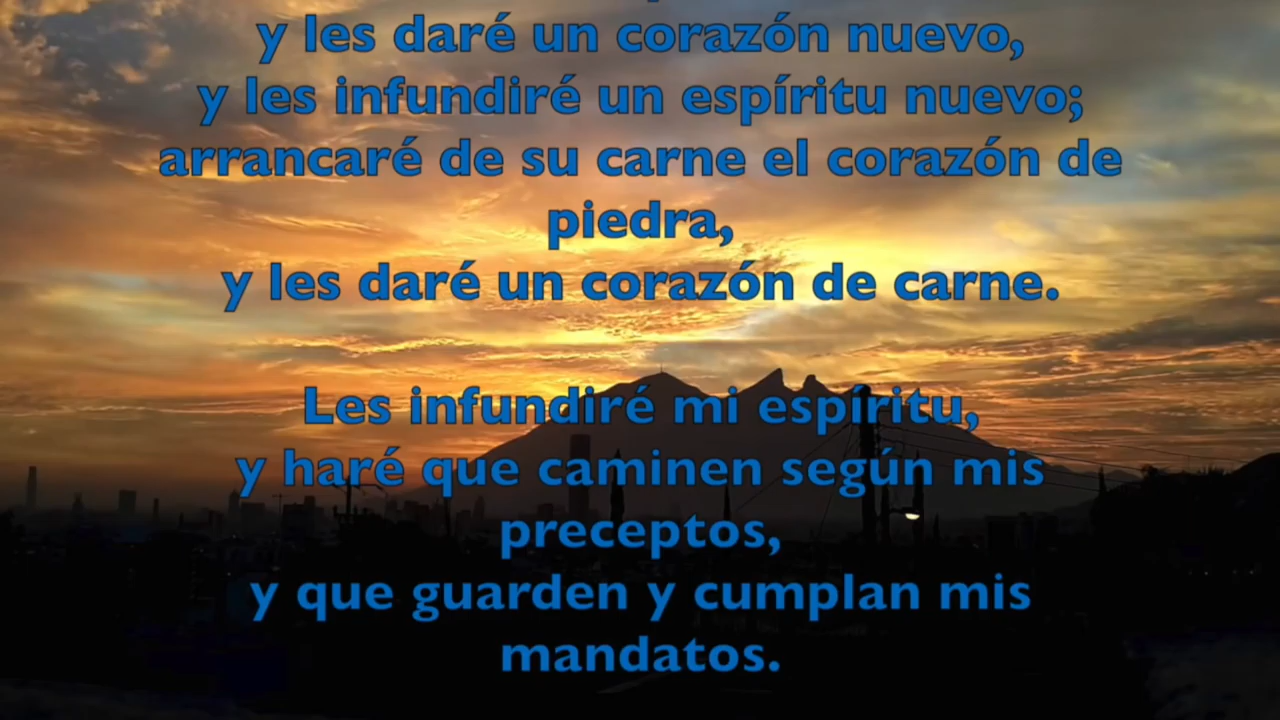 y les daré un corazón nuevo,
y les infundiré un espíritu nuevo;
arrancaré de su carne el corazón de
piedra,
y les daré un corazón de carne.
Les infundiré mi espíritu,
y haré que caminen según mis
preceptos,
y que guarden y cumplan mis
mandatos.